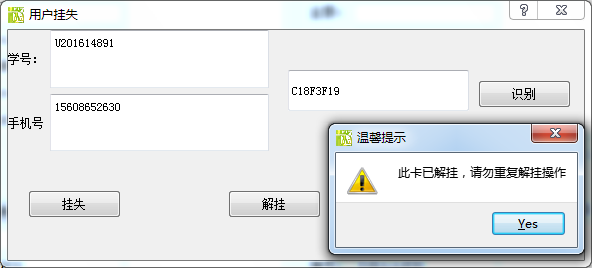 用户挂失
学号：
U201614891
C18F3F19
识别
手机号
15608652630
温馨提示
此卡已解挂，请勿重复解挂操作
Yes
挂失
解挂